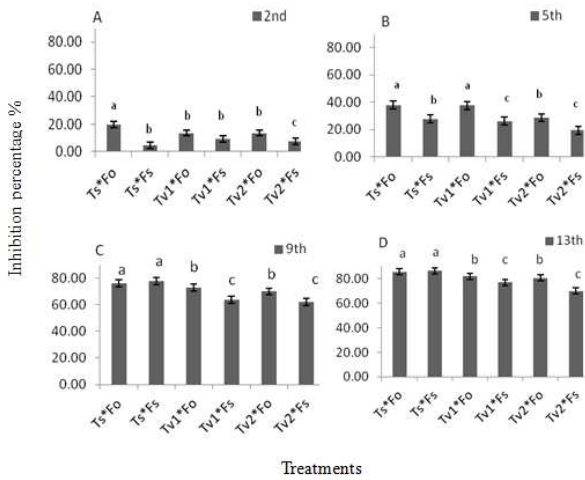 A
2nd
80.00
60.00
40.00
20.00
0.00
a
b
b
b
b
c
Ts*Fo
Ts*Fs
Tv1*Fo
Tv1*Fs
Tv2*Fo
Tv2*Fs
B
5th
80.00
60.00
40.00
20.00
0.00
a
b
a
c
b
c
Ts*Fo
Ts*Fs
Tv1*Fo
Tv1*Fs
Tv2*Fo
Tv2*Fs
Inhibition percentage %
C
9th
80.00
60.00
40.00
20.00
0.00
a
a
b
c
b
c
Ts*Fo
Ts*Fs
Tv1*Fo
Tv1*Fs
Tv2*Fo
Tv2*Fs
D
13th
80.00
60.00
40.00
20.00
0.00
a
a
b
c
b
c
Ts*Fo
Ts*Fs
Tv1*Fo
Tv1*Fs
Tv2*Fo
Tv2*Fs
Treatments